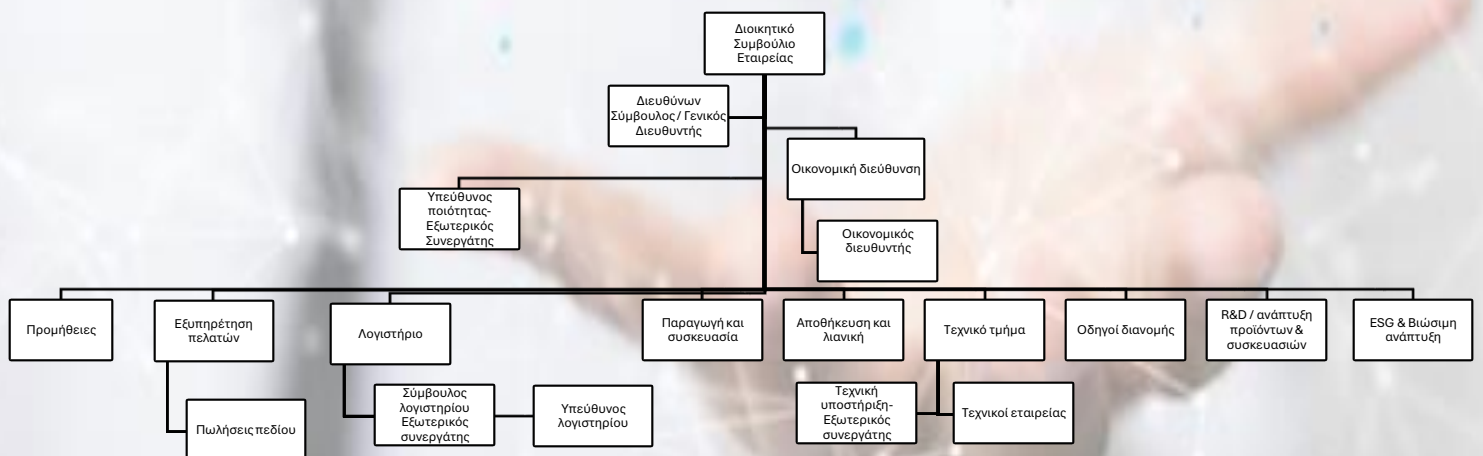 Διοικητικό
Συμβούλιο
Εταιρείας
Διευθύνων
Σύμβουλος / Γενικός
Διευθυντής
Οικονομική διεύθυνση
Υπεύθυνος
ποιότητας-
Εξωτερικός
Συνεργάτης
Οικονομικός
διευθυντής
Προμήθειες
Εξυπηρέτηση
πελατών
Λογιστήριο
Παραγωγή και
συσκευασία
Αποθήκευση και
λιανική
Τεχνικό τμήμα
Οδηγοί διανομής
R&D / ανάπτυξη
προϊόντων &
συσκευασιών
ESG & Βιώσιμη
ανάπτυξη
Πωλήσεις πεδίου
Σύμβουλος
λογιστηρίου
Εξωτερικός
συνεργάτης
Υπεύθυνος
λογιστηρίου
Τεχνική
υποστήριξη-
Εξωτερικός
συνεργάτης
Τεχνικοί εταιρείας